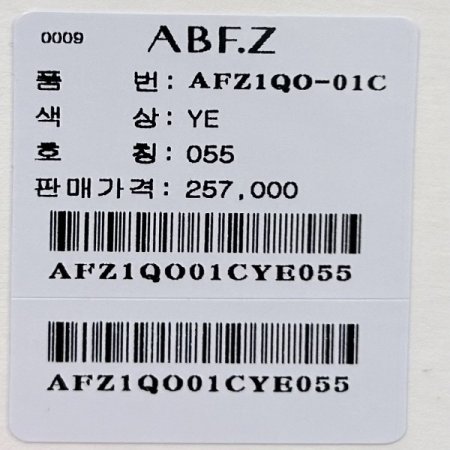 0009 ABF.Z
품 번: AFZ1QO-01C
색 상: YE
호 칭: 055
판매가격: 257,000
AFZ1QO01CYE055
AFZ1QO01CYE055